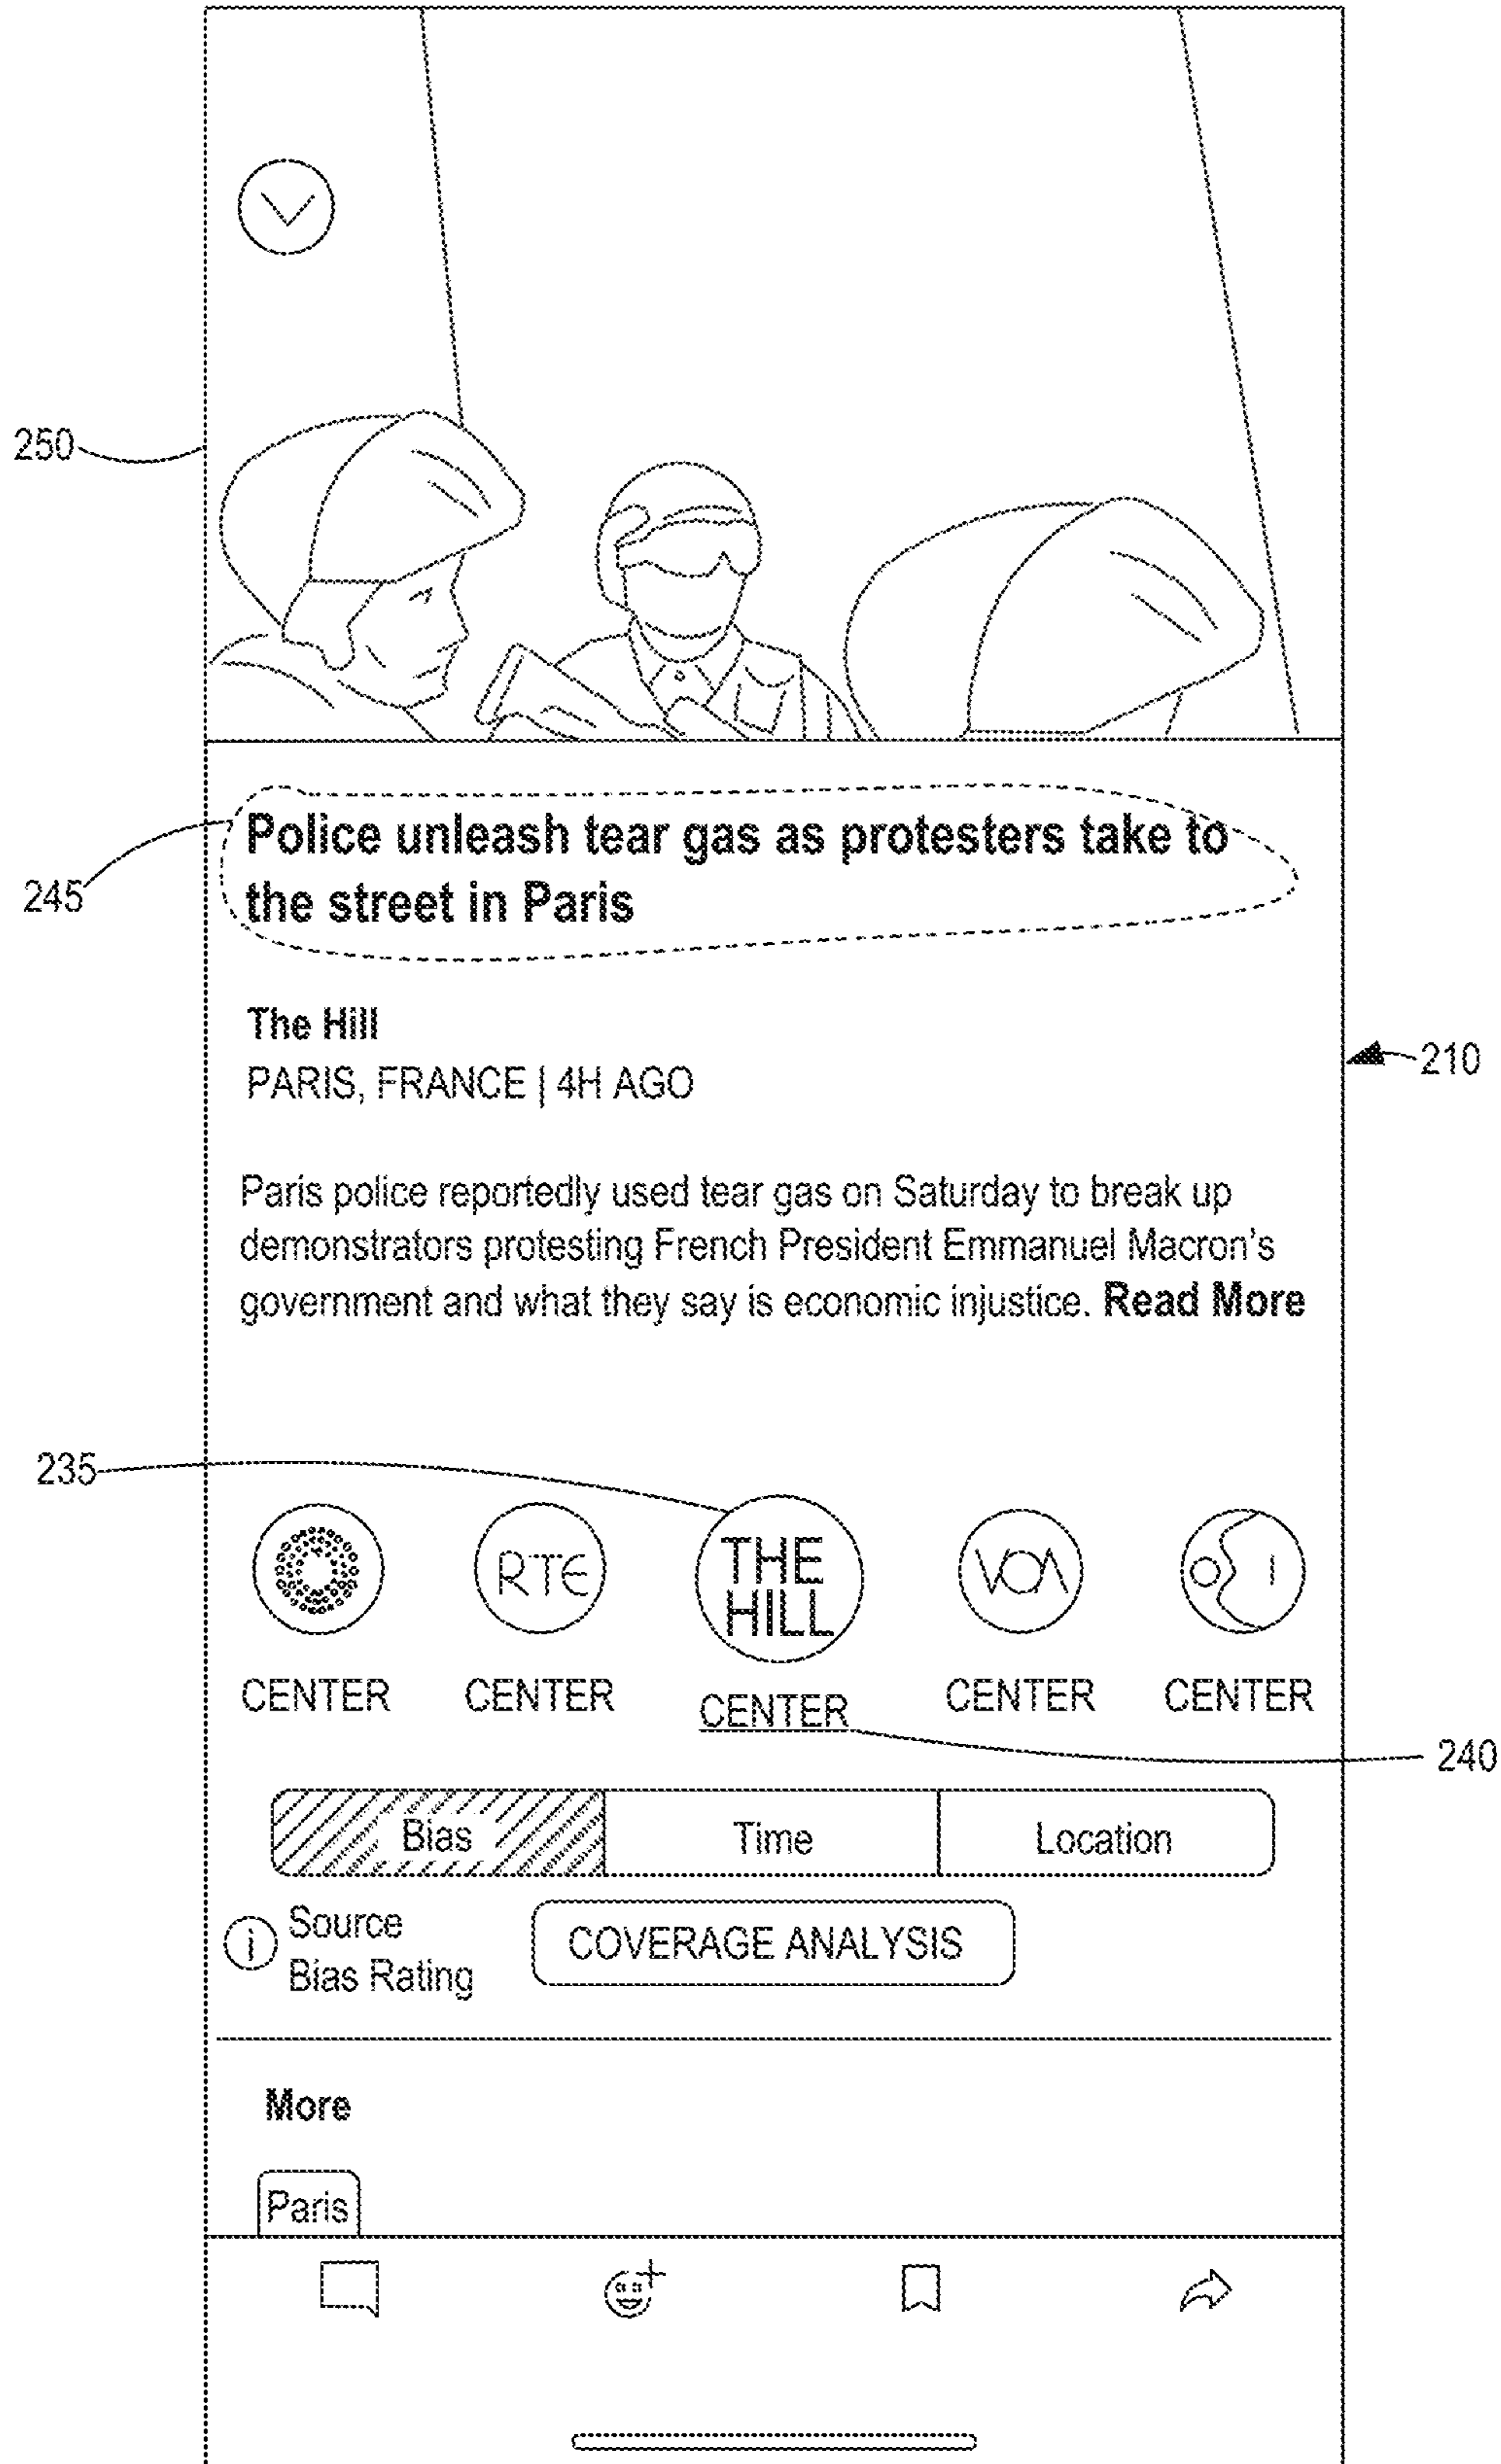 250
Police unleash tear gas as protesters take to
the street in Paris
245
The Hill
PARIS, FRANCE | 4H AGO
210
Paris police reportedly used tear gas on Saturday to break up
demonstrators protesting French President Emmanuel Macron's
government and what they say is economic injustice. Read More
235
RTE
THE
HILL
VOA
CENTER CENTER CENTER CENTER CENTER
240
Bias Time Location
i Source
Bias Rating
COVERAGE ANALYSIS
More
Paris